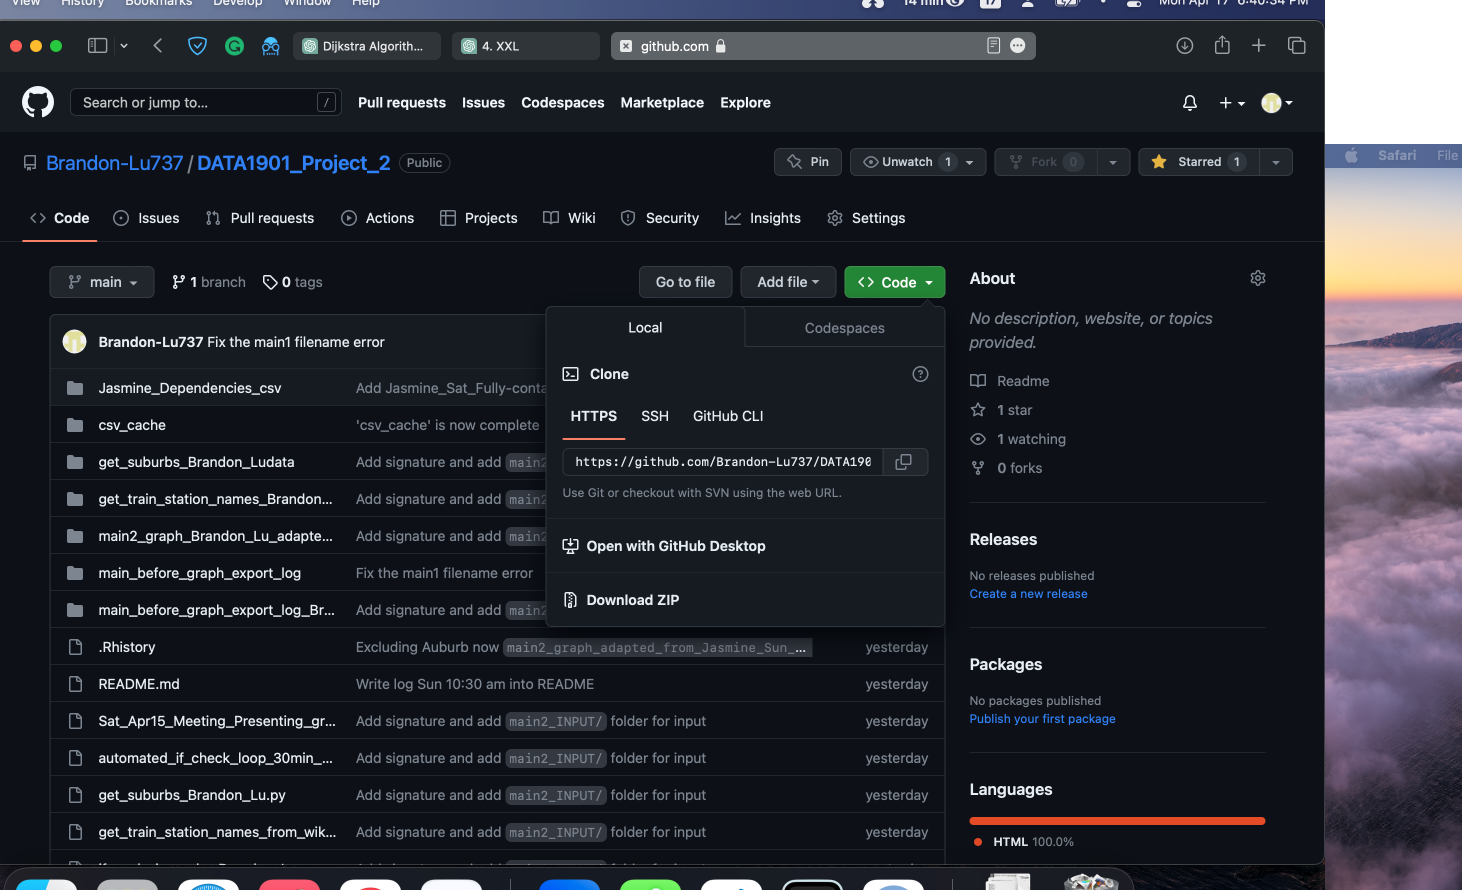 View History Bookmarks Develop Window Help 14 min 17 Mon Apr 17 6:40:34 PM
Dijkstra Algorith... 4. XXL github.com
Safari File
Search or jump to... / Pull requests Issues Codespaces Marketplace Explore
Brandon-Lu737 / DATA1901_Project_2 Public Pin Unwatch 1 Fork 0 Starred 1
Code Issues Pull requests Actions Projects Wiki Security Insights Settings
main 1 branch 0 tags Go to file Add file Code
Brandon-Lu737 Fix the main1 filename error
Jasmine_Dependencies_csv Add Jasmine_Sat_Fully-conta
csv_cache 'csv_cache' is now complete
get_suburbs_Brandon_Ludata Add signature and add main2
get_train_station_names_Brandon... Add signature and add main2
main2_graph_Brandon_Lu_adapte... Add signature and add main2
main_before_graph_export_log Fix the main1 filename error
main_before_graph_export_log_Br... Add signature and add main2
.Rhistory Excluding Auburb now main2_graph_adapted_from_Jasmine_Sun_... yesterday
README.md Write log Sun 10:30 am into README yesterday
Sat_Apr15_Meeting_Presenting_gr... Add signature and add main2_INPUT/ folder for input yesterday
automated_if_check_loop_30min_... Add signature and add main2_INPUT/ folder for input yesterday
get_suburbs_Brandon_Lu.py Add signature and add main2_INPUT/ folder for input yesterday
get_train_station_names_from_wik... Add signature and add main2_INPUT/ folder for input yesterday
Local Codespaces
Clone
HTTPS SSH GitHub CLI
https://github.com/Brandon-Lu737/DATA190
Use Git or checkout with SVN using the web URL.
Open with GitHub Desktop
Download ZIP
About
No description, website, or topics
provided.
Readme
1 star
1 watching
0 forks
Releases
No releases published
Create a new release
Packages
No packages published
Publish your first package
Languages
HTML 100.0%